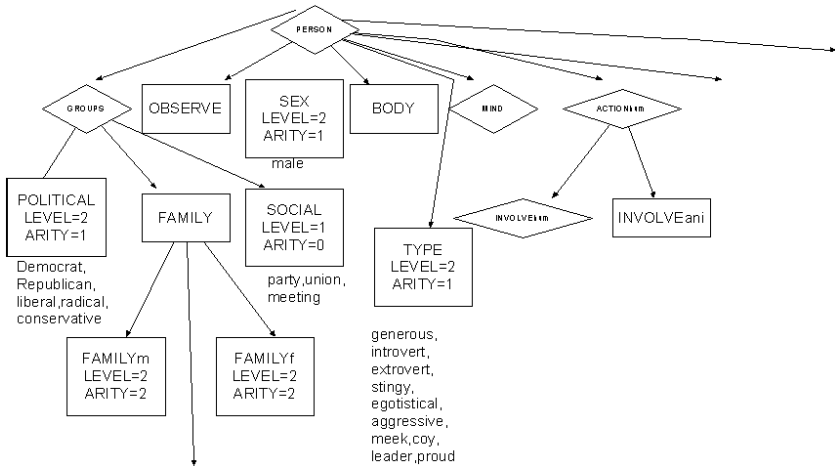 PERSON
GROUPS
OBSERVE
SEX
LEVEL=2
ARITY=1
male
BODY
MIND
ACTIONhum
POLITICAL
LEVEL=2
ARITY=1
Democrat,
Republican,
liberal,radical,
conservative
FAMILY
SOCIAL
LEVEL=1
ARITY=0
party,union,
meeting
TYPE
LEVEL=2
ARITY=1
generous,
introvert,
extrovert,
stingy,
egotistical,
aggressive,
meek,coy,
leader,proud
INVOLVEhum
INVOLVEani
FAMILYm
LEVEL=2
ARITY=2
FAMILYf
LEVEL=2
ARITY=2